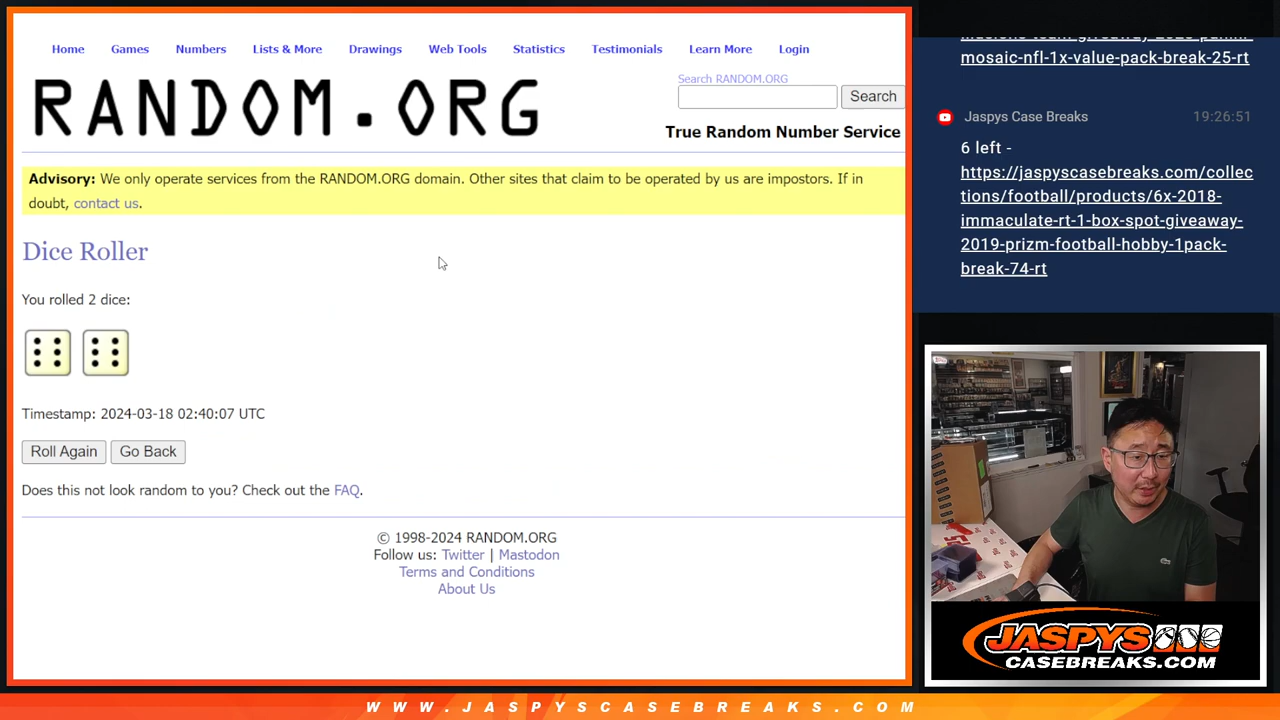 Home Games Numbers Lists & More Drawings Web Tools Statistics Testimonials Learn More Login
RANDOM.ORG
Search RANDOM.ORG
Search
True Random Number Service
Advisory: We only operate services from the RANDOM.ORG domain. Other sites that claim to be operated by us are impostors. If in
doubt, contact us.
Dice Roller
You rolled 2 dice:
Timestamp: 2024-03-18 02:40:07 UTC
Roll Again Go Back
Does this not look random to you? Check out the FAQ.
© 1998-2024 RANDOM.ORG
Follow us: Twitter | Mastodon
Terms and Conditions
About Us
mosaic-nfl-1x-value-pack-break-25-rt
Jaspys Case Breaks 19:26:51
6 left -
https://jaspyscasebreaks.com/collec
tions/football/products/6x-2018-
immaculate-rt-1-box-spot-giveaway-
2019-prizm-football-hobby-1pack-
break-74-rt
JASPYS
CASEBREAKS.COM
WWW.JASPYSCASEBREAKS.COM